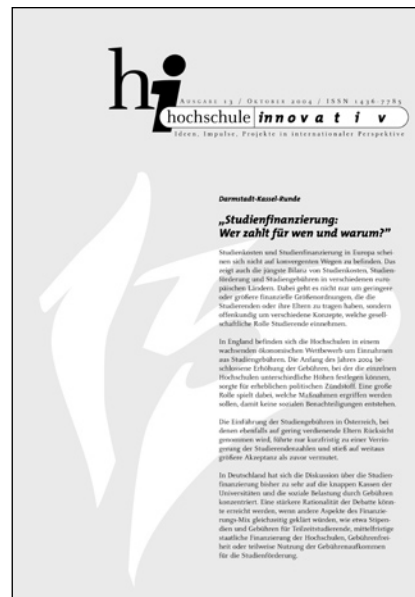 hi
AUSGABE 13 / OKTOBER 2004 / ISSN 1436-7785
hochschule innovativ
Ideen, Impulse, Projekte in internationaler Perspektive
Darmstadt-Kassel-Runde
„Studienfinanzierung:
Wer zahlt für wen und warum?"
Studienkosten und Studienfinanzierung in Europa schei-
nen sich nicht auf konvergenten Wegen zu befinden. Das
zeigt auch die jüngste Bilanz von Studienkosten, Studien-
förderung und Studiengebühren in verschiedenen euro-
päischen Ländern. Dabei geht es nicht nur um geringere
oder größere finanzielle Größenordnungen, die die
Studierenden oder ihre Eltern zu tragen haben, sondern
offenkundig um verschiedene Konzepte, welche gesell-
schaftliche Rolle Studierende einnehmen.
In England befinden sich die Hochschulen in einem
wachsenden ökonomischen Wettbewerb um Einnahmen
aus Studiengebühren. Die Anfang des Jahres 2004 be-
schlossene Erhöhung der Gebühren, bei der die einzelnen
Hochschulen unterschiedliche Höhen festlegen können,
sorgte für erheblichen politischen Zündstoff. Eine große
Rolle spielt dabei, welche Maßnahmen ergriffen werden
sollen, damit keine sozialen Benachteiligungen entstehen.
Die Einführung der Studiengebühren in Österreich, bei
denen ebenfalls auf gering verdienende Eltern Rücksicht
genommen wird, führte nur kurzfristig zu einer Verrin-
gerung der Studierendenzahlen und stieß auf weitaus
größere Akzeptanz als zuvor vermutet.
In Deutschland hat sich die Diskussion über die Studien-
finanzierung bisher zu sehr auf die knappen Kassen der
Universitäten und die soziale Belastung durch Gebühren
konzentriert. Eine stärkere Rationalität der Debatte könn-
te erreicht werden, wenn andere Aspekte des Finanzie-
rungs-Mix gleichzeitig geklärt würden, wie etwa Stipen-
dien und Gebühren für Teilzeitstudierende, mittelfristige
staatliche Finanzierung der Hochschulen, Gebührenfrei-
heit oder teilweise Nutzung der Gebührenaufkommen
für die Studienförderung.